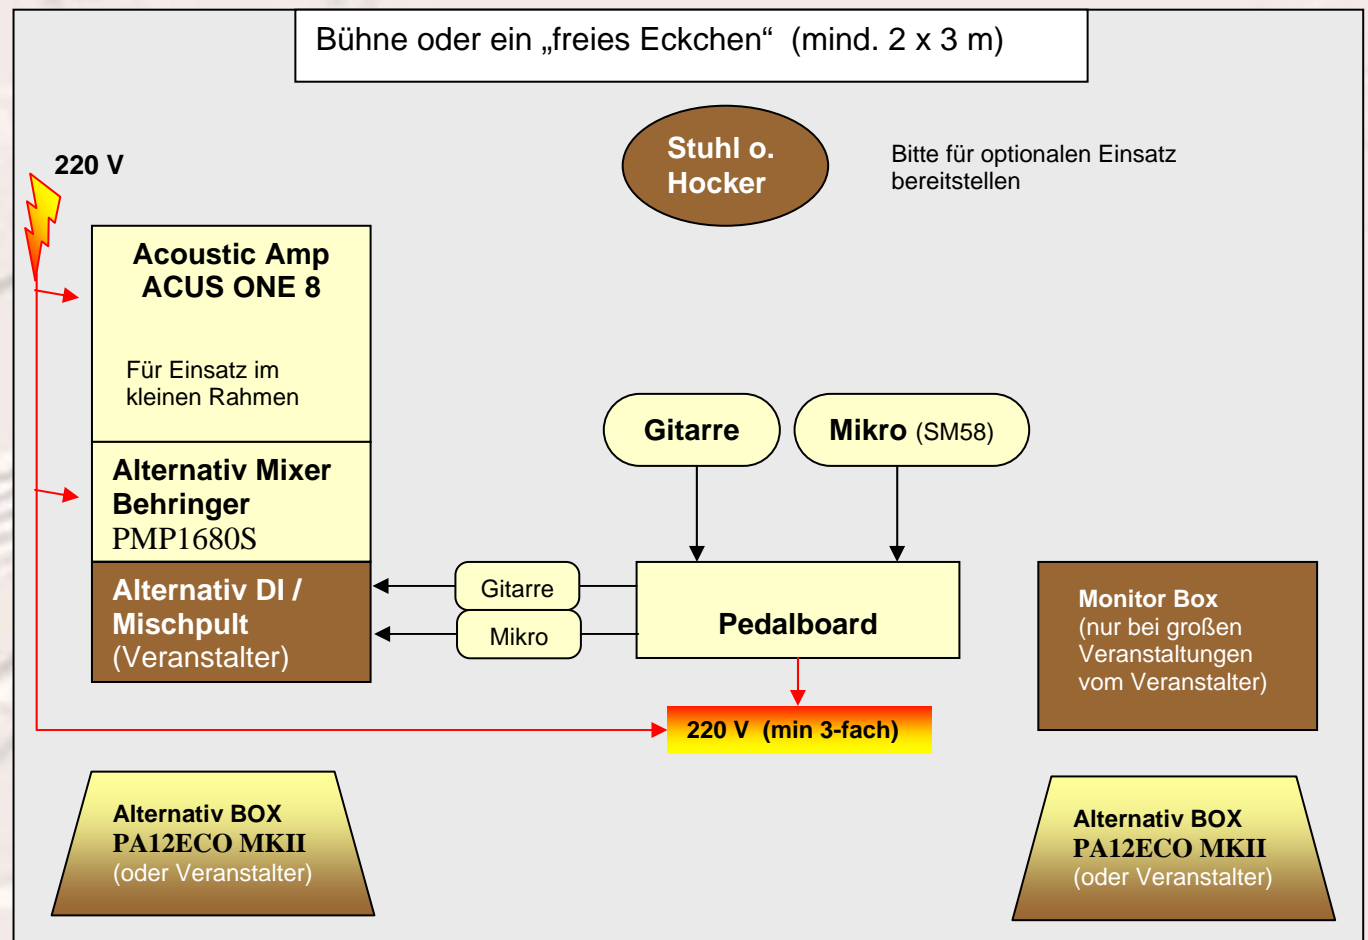 Bühne oder ein „freies Eckchen“ (mind. 2 x 3 m)
Stuhl o.
Hocker
Bitte für optionalen Einsatz
bereitstellen
220 V
Acoustic Amp
ACUS ONE 8
Für Einsatz im
kleinen Rahmen
Alternativ Mixer
Behringer
PMP1680S
Alternativ DI /
Mischpult
(Veranstalter)
Gitarre
Mikro (SM58)
Gitarre
Mikro
Pedalboard
220 V (min 3-fach)
Monitor Box
(nur bei großen
Veranstaltungen
vom Veranstalter)
Alternativ BOX
PA12ECO MKII
(oder Veranstalter)
Alternativ BOX
PA12ECO MKII
(oder Veranstalter)